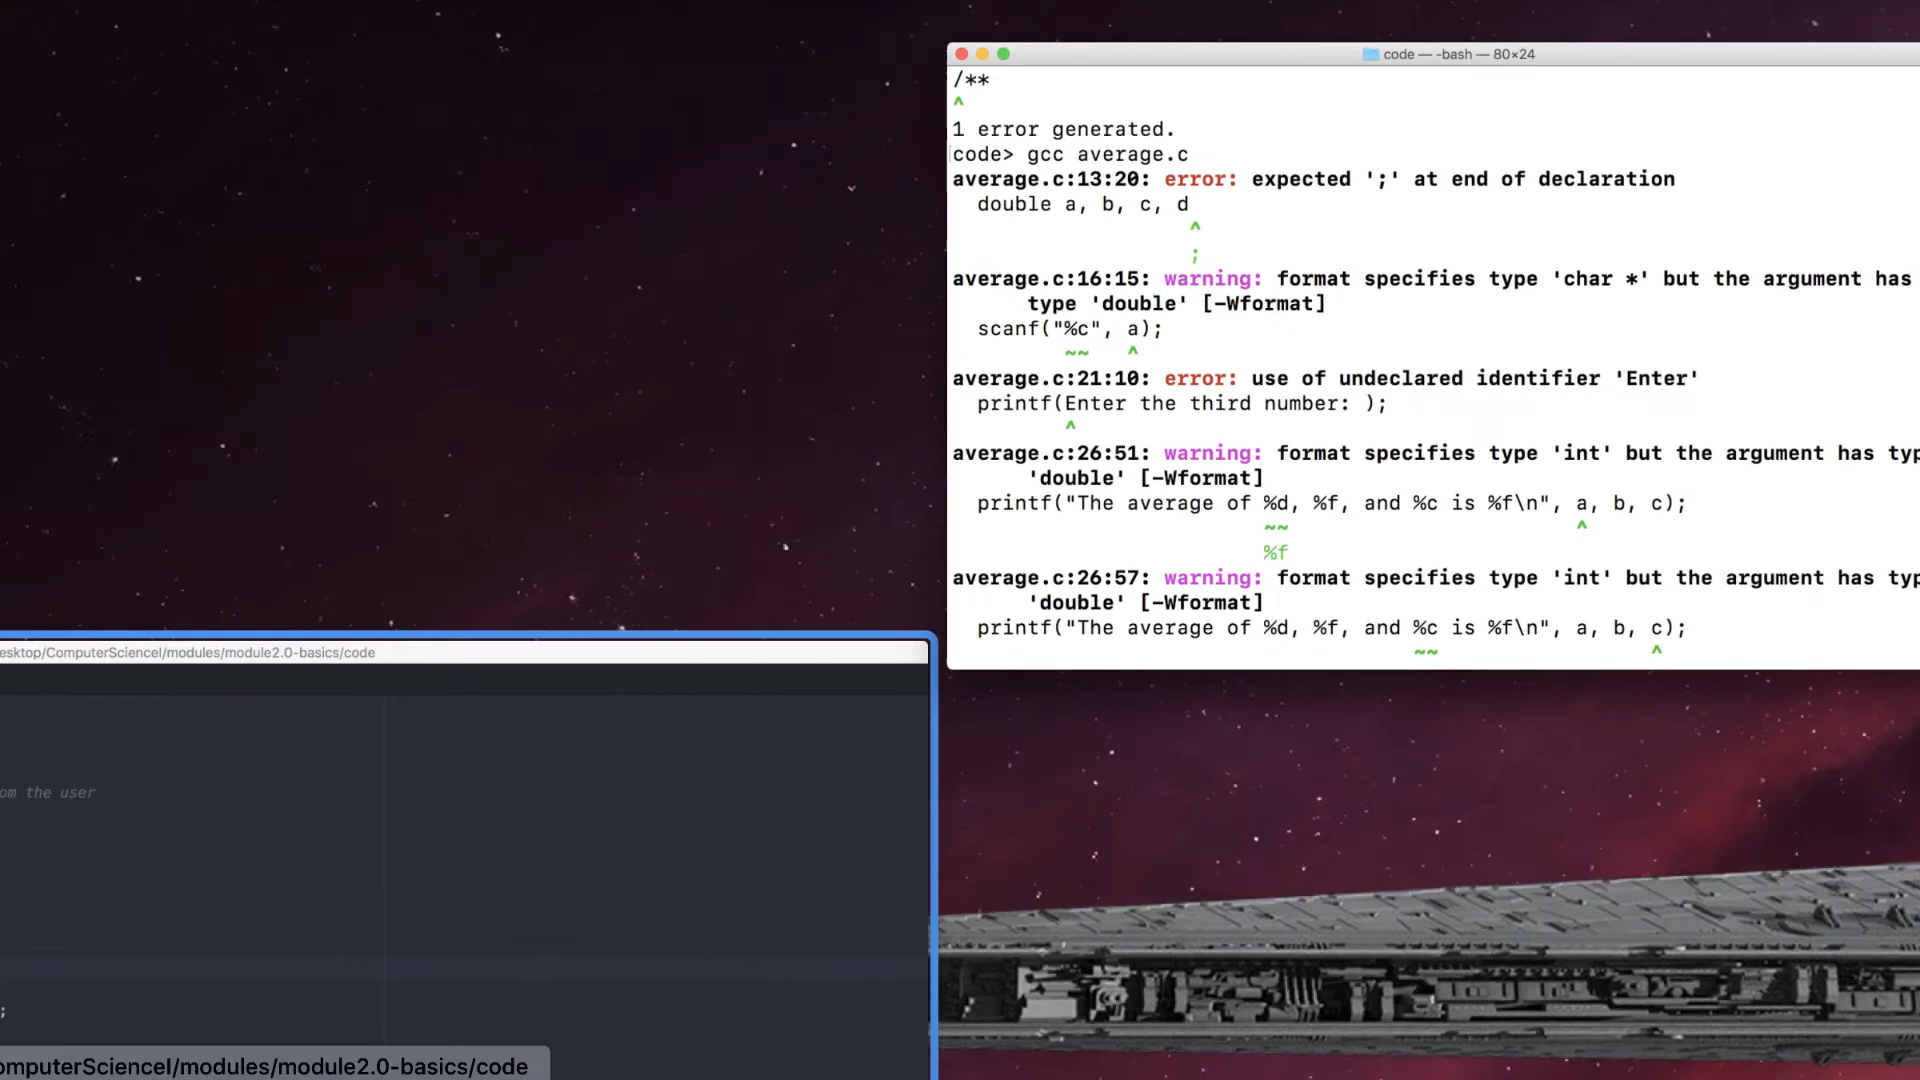 code — -bash — 80×24
/**
^
1 error generated.
code> gcc average.c
average.c:13:20: error: expected ';' at end of declaration
  double a, b, c, d
                   ^
                   ;
average.c:16:15: warning: format specifies type 'char *' but the argument has
      type 'double' [-Wformat]
  scanf("%c", a);
         ~~   ^
average.c:21:10: error: use of undeclared identifier 'Enter'
  printf(Enter the third number: );
         ^
average.c:26:51: warning: format specifies type 'int' but the argument has typ
      'double' [-Wformat]
  printf("The average of %d, %f, and %c is %f\n", a, b, c);
                         ~~                       ^
                         %f
average.c:26:57: warning: format specifies type 'int' but the argument has typ
      'double' [-Wformat]
  printf("The average of %d, %f, and %c is %f\n", a, b, c);
                                     ~~                 ^
esktop/ComputerScienceI/modules/module2.0-basics/code
om the user
;
omputerScienceI/modules/module2.0-basics/code